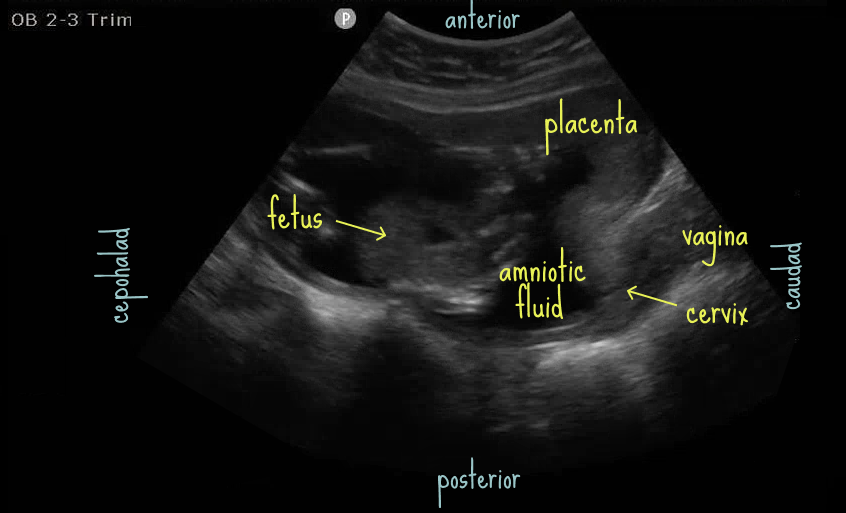 OB 2-3 Trim
P
anterior
placenta
fetus
vagina
cepohalad
caudad
amniotic
fluid
cervix
posterior